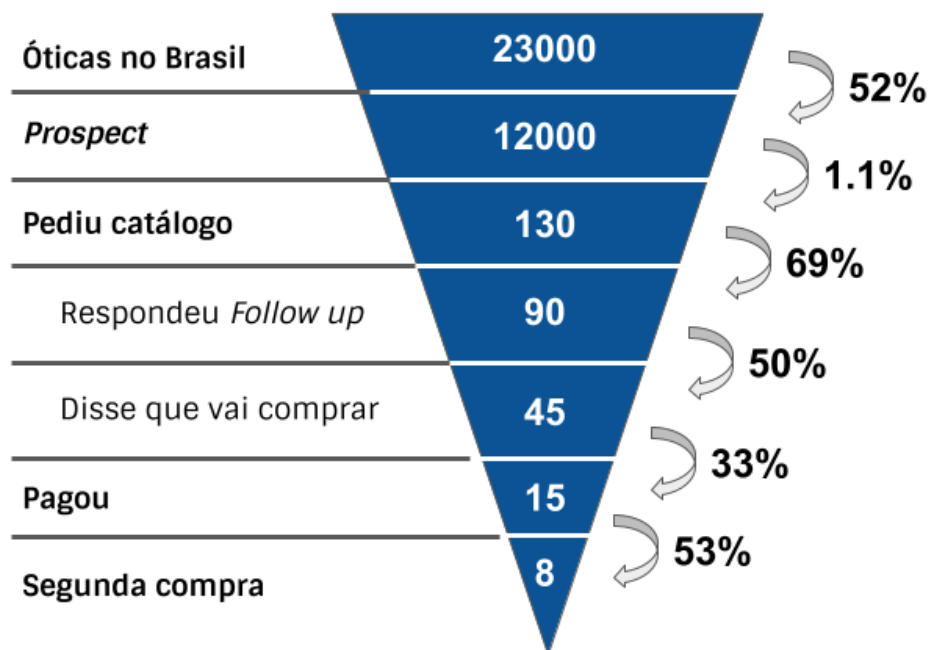 Óticas no Brasil
23000
52%
Prospect
12000
1.1%
Pediu catálogo
130
69%
Respondeu Follow up
90
50%
Disse que vai comprar
45
33%
Pagou
15
53%
Segunda compra
8